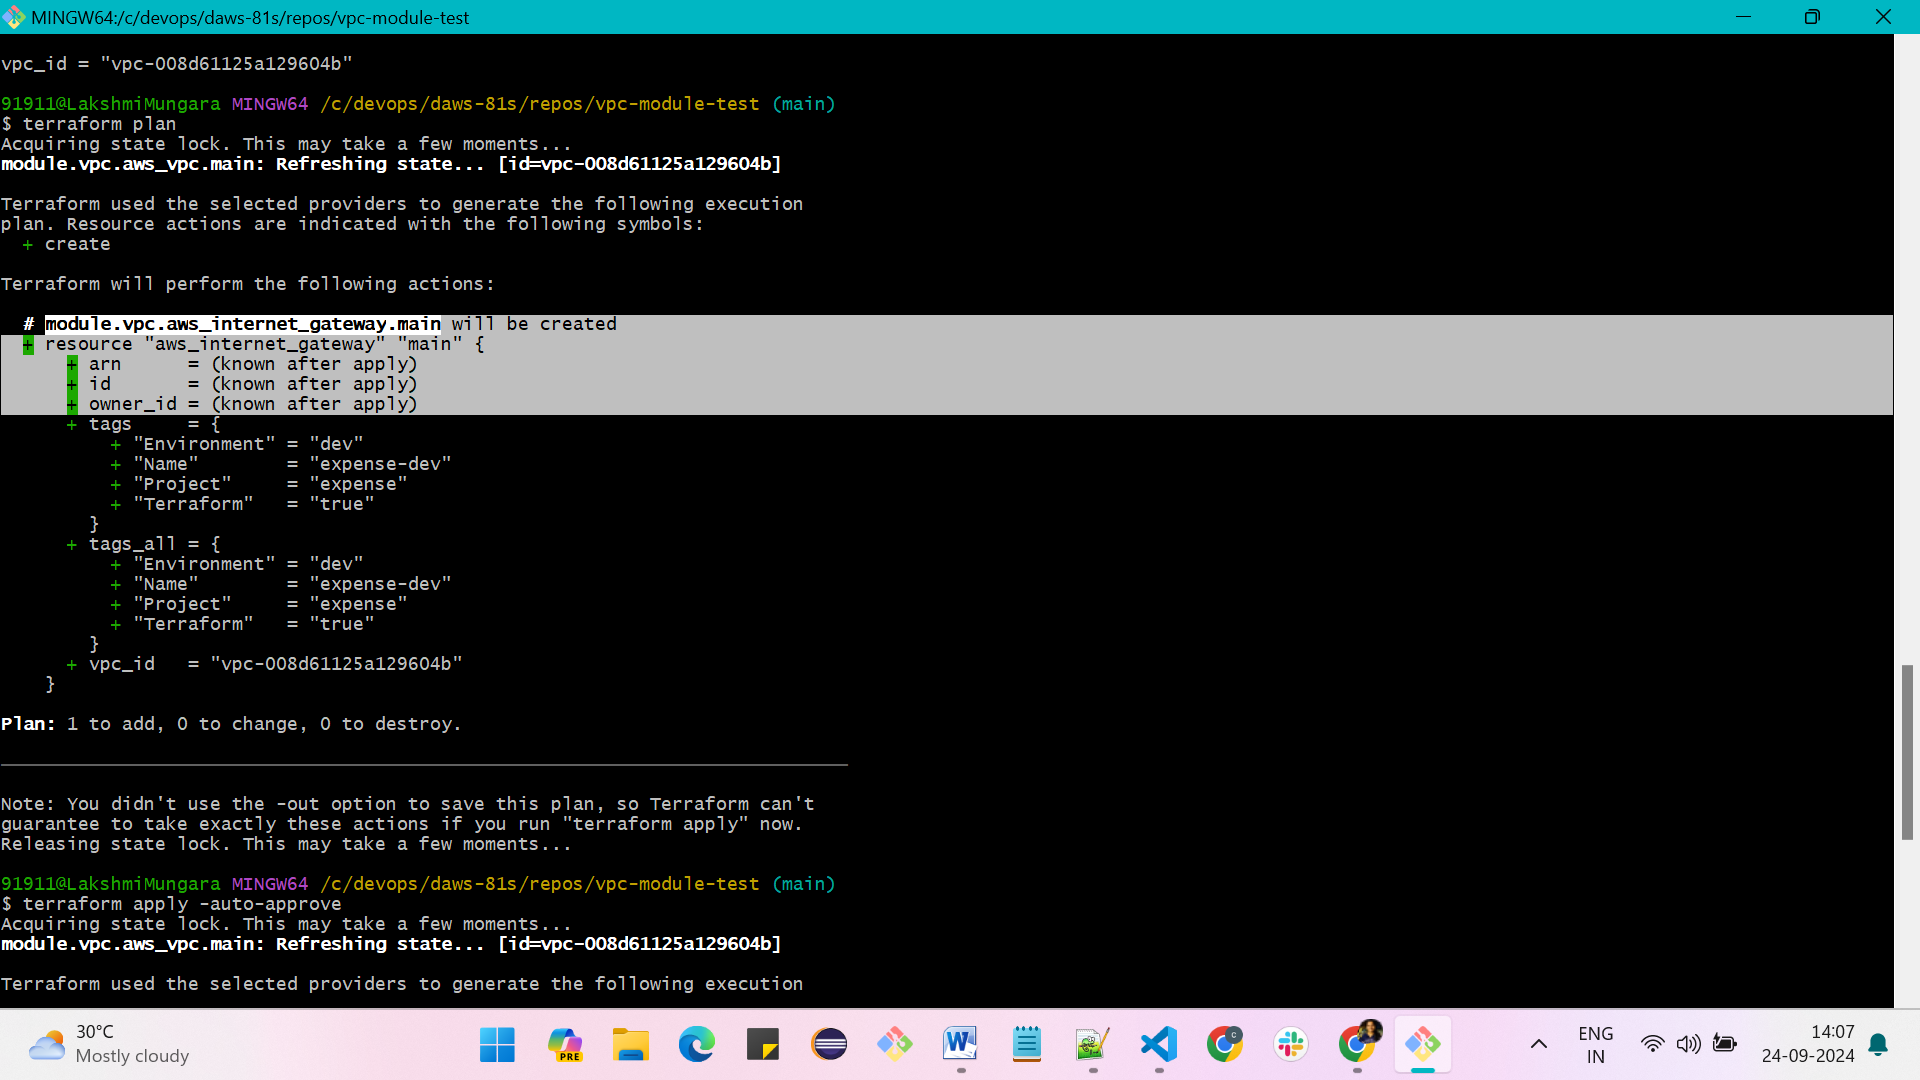 MINGW64:/c/devops/daws-81s/repos/vpc-module-test
vpc_id = "vpc-008d61125a129604b"
91911@LakshmiMungara MINGW64 /c/devops/daws-81s/repos/vpc-module-test (main)
$ terraform plan
Acquiring state lock. This may take a few moments...
module.vpc.aws_vpc.main: Refreshing state... [id=vpc-008d61125a129604b]
Terraform used the selected providers to generate the following execution
plan. Resource actions are indicated with the following symbols:
  + create
Terraform will perform the following actions:
  # module.vpc.aws_internet_gateway.main will be created
  + resource "aws_internet_gateway" "main" {
      + arn      = (known after apply)
      + id       = (known after apply)
      + owner_id = (known after apply)
      + tags     = {
          + "Environment" = "dev"
          + "Name"        = "expense-dev"
          + "Project"     = "expense"
          + "Terraform"   = "true"
        }
      + tags_all = {
          + "Environment" = "dev"
          + "Name"        = "expense-dev"
          + "Project"     = "expense"
          + "Terraform"   = "true"
        }
      + vpc_id   = "vpc-008d61125a129604b"
    }
Plan: 1 to add, 0 to change, 0 to destroy.
Note: You didn't use the -out option to save this plan, so Terraform can't
guarantee to take exactly these actions if you run "terraform apply" now.
Releasing state lock. This may take a few moments...
91911@LakshmiMungara MINGW64 /c/devops/daws-81s/repos/vpc-module-test (main)
$ terraform apply -auto-approve
Acquiring state lock. This may take a few moments...
module.vpc.aws_vpc.main: Refreshing state... [id=vpc-008d61125a129604b]
Terraform used the selected providers to generate the following execution
30°C
Mostly cloudy
PRE
W
C
ENG
IN
14:07
24-09-2024